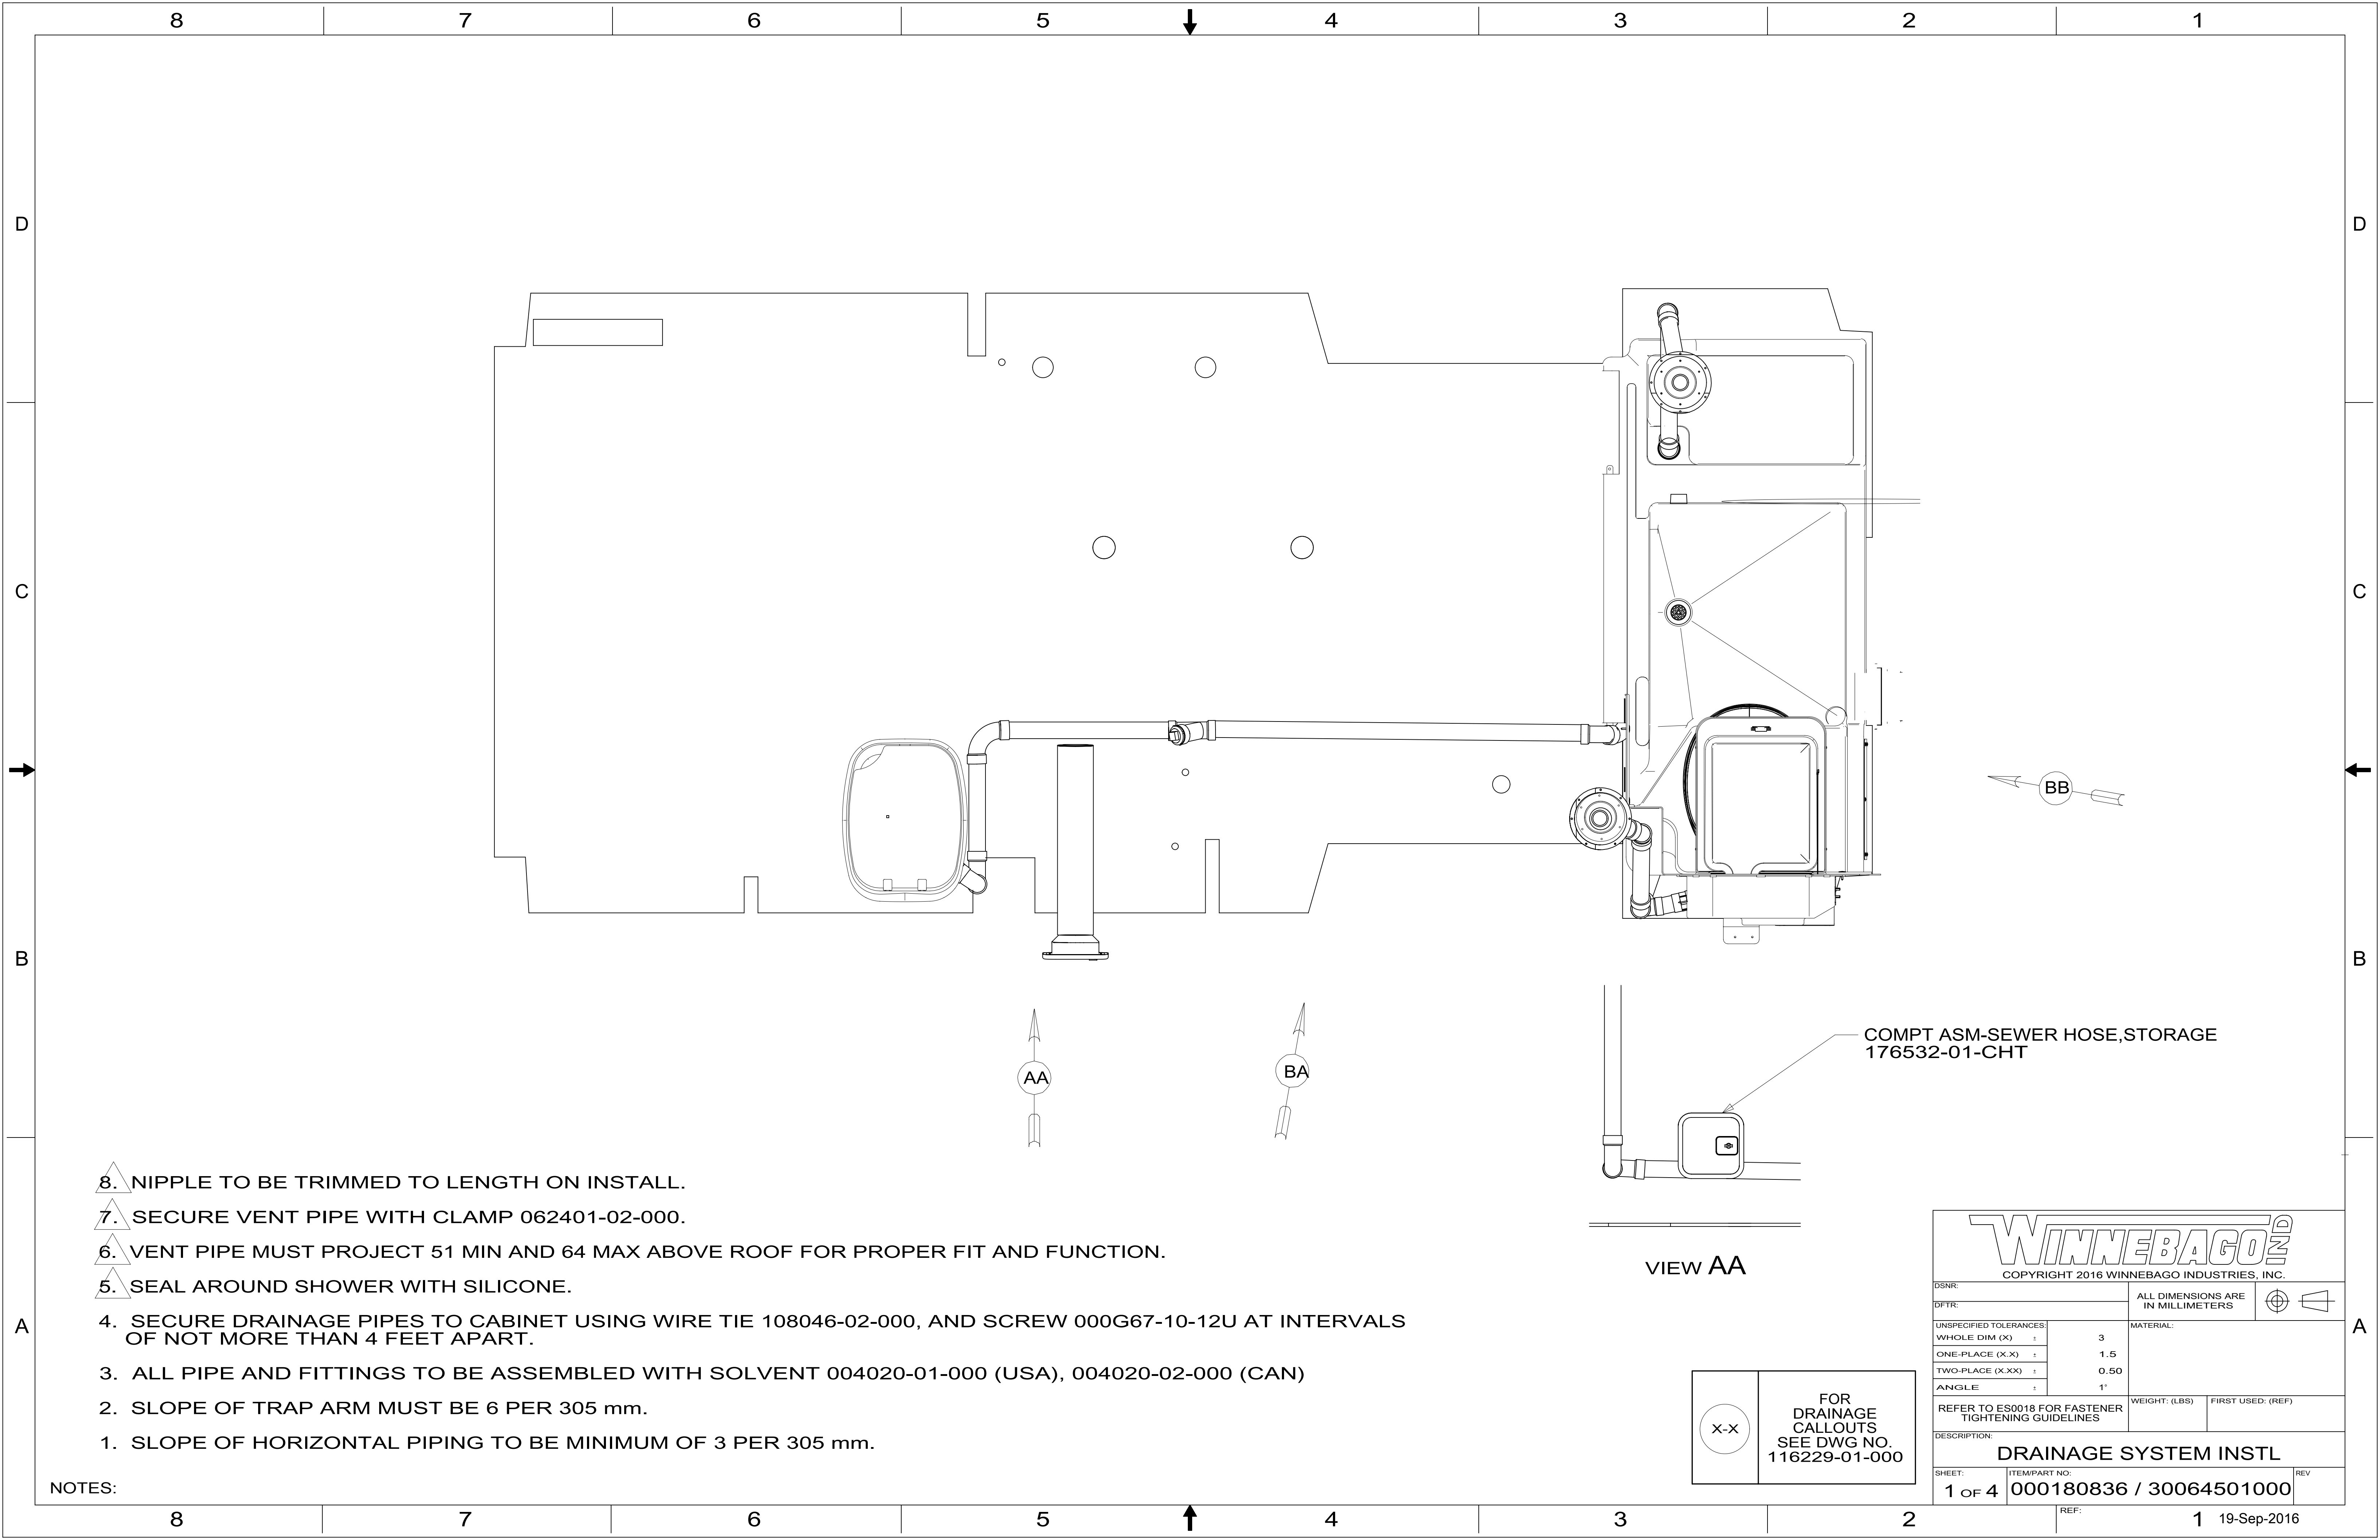 8 7 6 5 4 3 2 1
D D
C C
BB
B B
COMPT ASM-SEWER HOSE,STORAGE
176532-01-CHT
AA
BA
VIEW AA
8. NIPPLE TO BE TRIMMED TO LENGTH ON INSTALL.
7. SECURE VENT PIPE WITH CLAMP 062401-02-000.
6. VENT PIPE MUST PROJECT 51 MIN AND 64 MAX ABOVE ROOF FOR PROPER FIT AND FUNCTION.
5. SEAL AROUND SHOWER WITH SILICONE.
4. SECURE DRAINAGE PIPES TO CABINET USING WIRE TIE 108046-02-000, AND SCREW 000G67-10-12U AT INTERVALS
OF NOT MORE THAN 4 FEET APART.
3. ALL PIPE AND FITTINGS TO BE ASSEMBLED WITH SOLVENT 004020-01-000 (USA), 004020-02-000 (CAN)
2. SLOPE OF TRAP ARM MUST BE 6 PER 305 mm.
1. SLOPE OF HORIZONTAL PIPING TO BE MINIMUM OF 3 PER 305 mm.
NOTES:
A A
X-X
FOR
DRAINAGE
CALLOUTS
SEE DWG NO.
116229-01-000
WINNEBAGO IND
COPYRIGHT 2016 WINNEBAGO INDUSTRIES, INC.
DSNR:
DFTR:
ALL DIMENSIONS ARE
IN MILLIMETERS
UNSPECIFIED TOLERANCES:
WHOLE DIM (X) ± 3
ONE-PLACE (X.X) ± 1.5
TWO-PLACE (X.XX) ± 0.50
ANGLE ± 1°
MATERIAL:
REFER TO ES0018 FOR FASTENER
TIGHTENING GUIDELINES
WEIGHT: (LBS)
FIRST USED: (REF)
DESCRIPTION:
DRAINAGE SYSTEM INSTL
SHEET:
1 OF 4
ITEM/PART NO:
000180836 / 30064501000
REV
8 7 6 5 4 3 2 1
REF:
19-Sep-2016